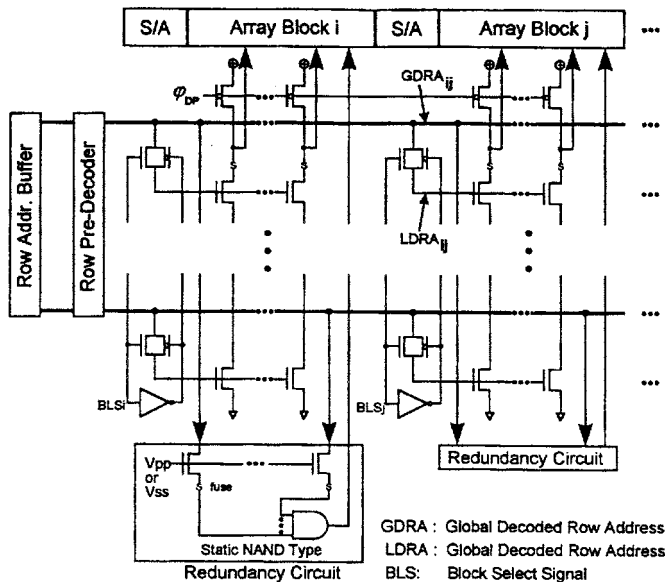 S/A Array Block i S/A Array Block j
φDP
GDRAij
S S S S
Row Addr. Buffer
Row Pre-Decoder
LDRAij
BLSi BLSj
Vpp
or
Vss
S fuse S
Static NAND Type
Redundancy Circuit
Redundancy Circuit
GDRA : Global Decoded Row Address
LDRA : Global Decoded Row Address
BLS: Block Select Signal